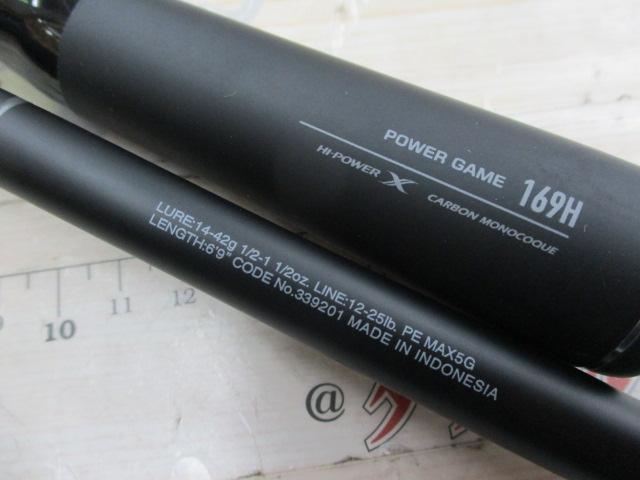 POWER GAME 169H
HI-POWER X CARBON MONOCOQUE
LURE:14-42g 1/2-1 1/2oz. LINE:12-25lb. PE MAX5G
LENGTH:6'9" CODE No.339201 MADE IN INDONESIA
10 11 12
@